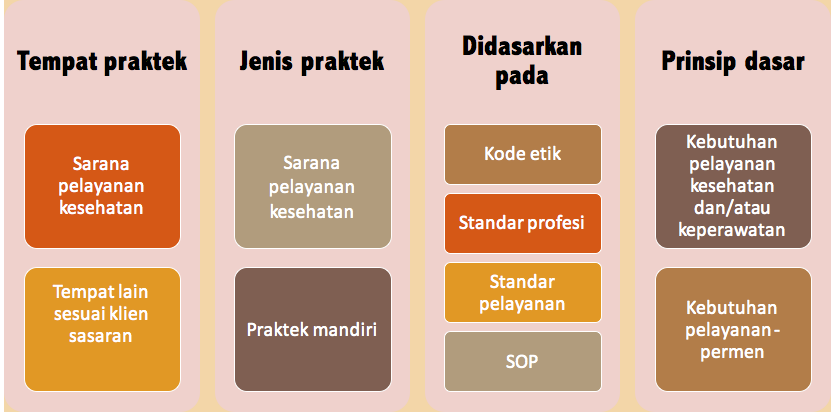 Tempat praktek
Sarana
pelayanan
kesehatan
Tempat lain
sesuai klien
sasaran
Jenis praktek
Sarana
pelayanan
kesehatan
Praktek mandiri
Didasarkan
pada
Kode etik
Standar profesi
Standar
pelayanan
SOP
Prinsip dasar
Kebutuhan
pelayanan
kesehatan
dan/atau
keperawatan
Kebutuhan
pelayanan-
permen